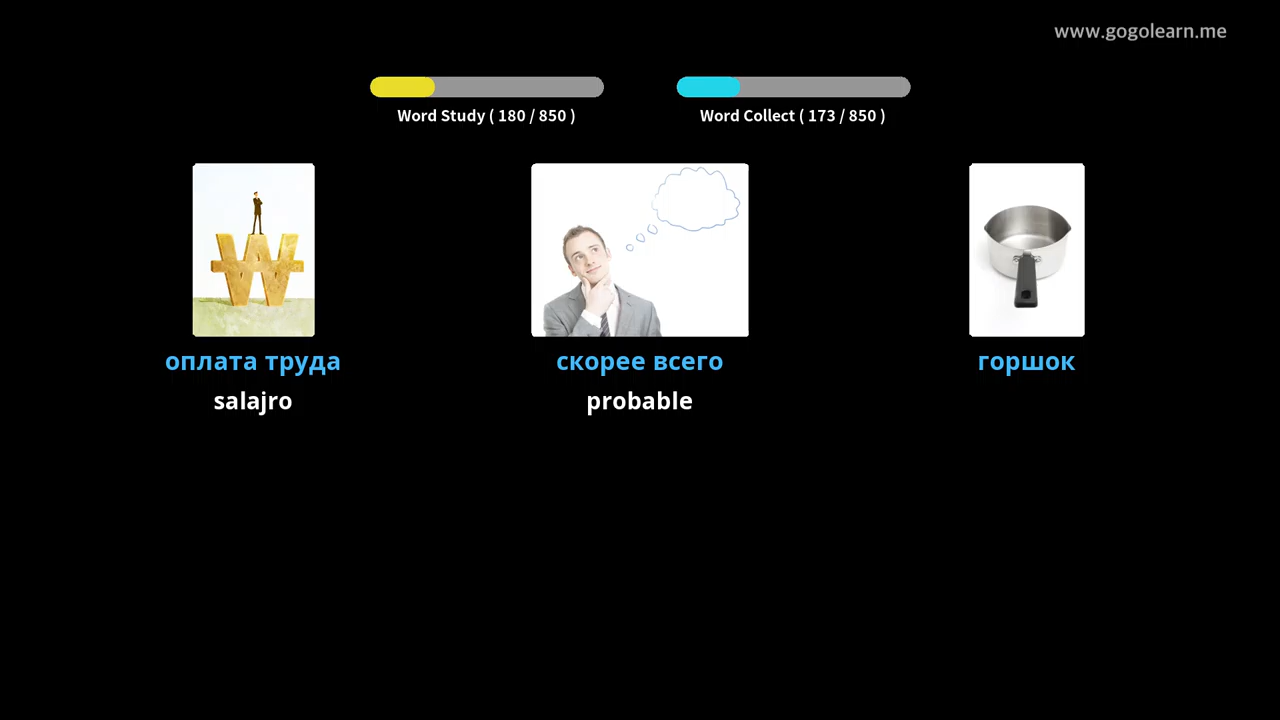 www.gogolearn.me
Word Study ( 180 / 850 )
Word Collect ( 173 / 850 )
оплата труда
скорее всего
горшок
salajro
probable